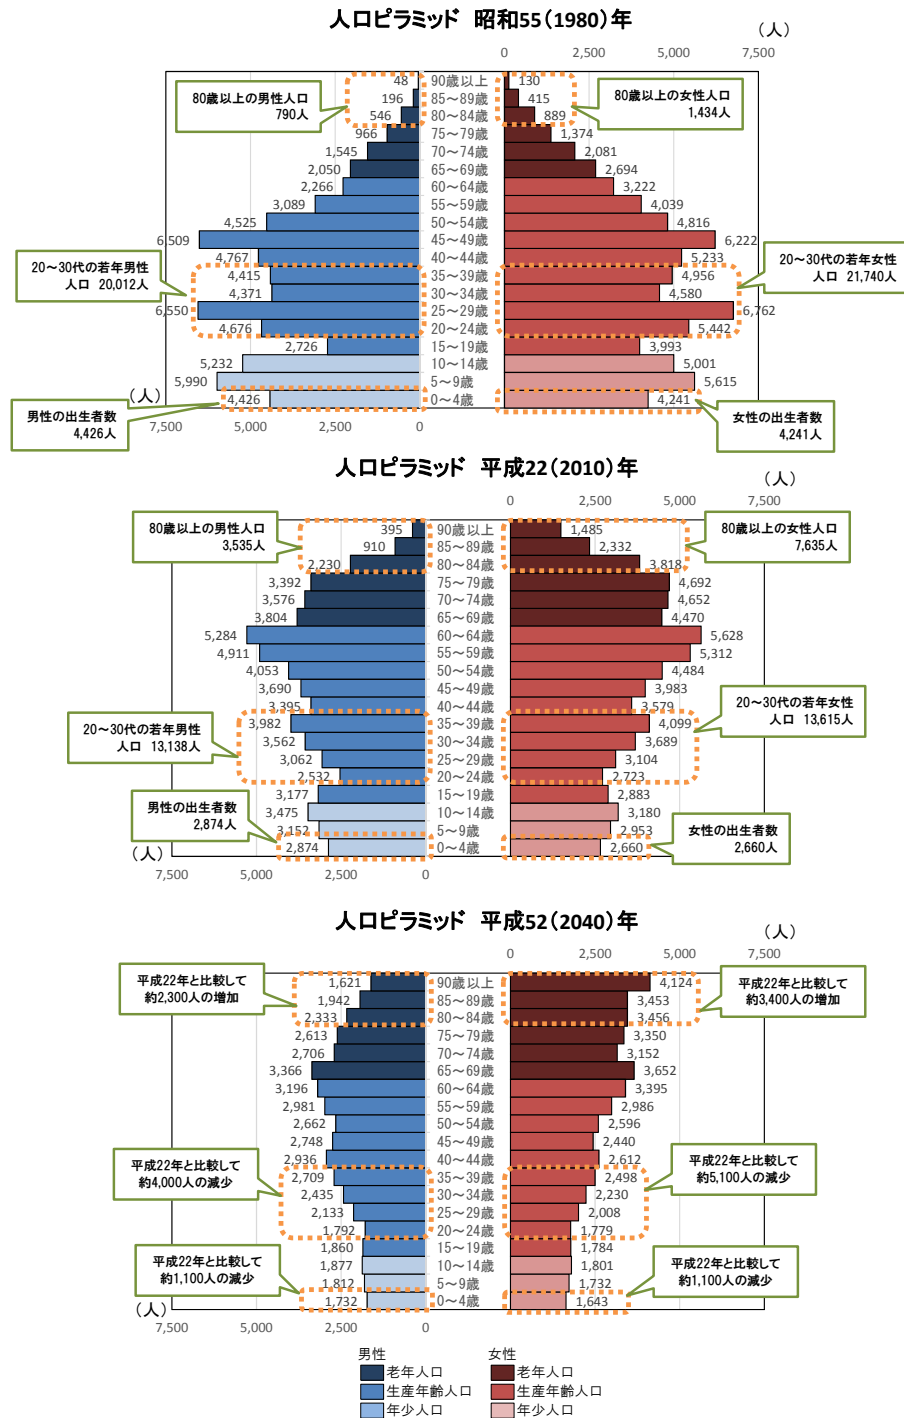 人口ピラミッド 昭和55（1980）年
（人）
0 2,500 5,000 7,500
80歳以上の男性人口
790人
80歳以上の女性人口
1,434人
48 90歳以上 130
196 85～89歳 415
546 80～84歳 889
966 75～79歳 1,374
1,545 70～74歳 2,081
2,050 65～69歳 2,694
2,266 60～64歳 3,222
3,089 55～59歳 4,039
4,525 50～54歳 4,816
6,509 45～49歳 6,222
4,767 40～44歳 5,233
20～30代の若年男性
人口 20,012人
20～30代の若年女性
人口 21,740人
4,415 35～39歳 4,956
4,371 30～34歳 4,580
6,550 25～29歳 6,762
4,676 20～24歳 5,442
2,726 15～19歳 3,993
5,232 10～14歳 5,001
5,990 5～9歳 5,615
4,426 0～4歳 4,241
（人）
男性の出生者数
4,426人
女性の出生者数
4,241人
7,500 5,000 2,500 0
人口ピラミッド 平成22（2010）年
（人）
0 2,500 5,000 7,500
80歳以上の男性人口
3,535人
80歳以上の女性人口
7,635人
395 90歳以上 1,485
910 85～89歳 2,332
2,230 80～84歳 3,818
3,392 75～79歳 4,692
3,576 70～74歳 4,652
3,804 65～69歳 4,470
5,284 60～64歳 5,628
4,911 55～59歳 5,312
4,053 50～54歳 4,484
3,690 45～49歳 3,983
3,395 40～44歳 3,579
20～30代の若年男性
人口 13,138人
20～30代の若年女性
人口 13,615人
3,982 35～39歳 4,099
3,562 30～34歳 3,689
3,062 25～29歳 3,104
2,532 20～24歳 2,723
3,177 15～19歳 2,883
3,475 10～14歳 3,180
3,152 5～9歳 2,953
2,874 0～4歳 2,660
男性の出生者数
2,874人
女性の出生者数
2,660人
（人）
7,500 5,000 2,500 0
人口ピラミッド 平成52（2040）年
（人）
0 2,500 5,000 7,500
平成22年と比較して
約2,300人の増加
平成22年と比較して
約3,400人の増加
1,621 90歳以上 4,124
1,942 85～89歳 3,453
2,333 80～84歳 3,456
2,613 75～79歳 3,350
2,706 70～74歳 3,152
3,366 65～69歳 3,652
3,196 60～64歳 3,395
2,981 55～59歳 2,986
2,662 50～54歳 2,596
2,748 45～49歳 2,440
2,936 40～44歳 2,612
平成22年と比較して
約4,000人の減少
平成22年と比較して
約5,100人の減少
2,709 35～39歳 2,498
2,435 30～34歳 2,230
2,133 25～29歳 2,008
1,792 20～24歳 1,779
1,860 15～19歳 1,784
1,877 10～14歳 1,801
1,812 5～9歳 1,732
1,732 0～4歳 1,643
平成22年と比較して
約1,100人の減少
平成22年と比較して
約1,100人の減少
（人）
7,500 5,000 2,500 0
男性 女性
老年人口 老年人口
生産年齢人口 生産年齢人口
年少人口 年少人口